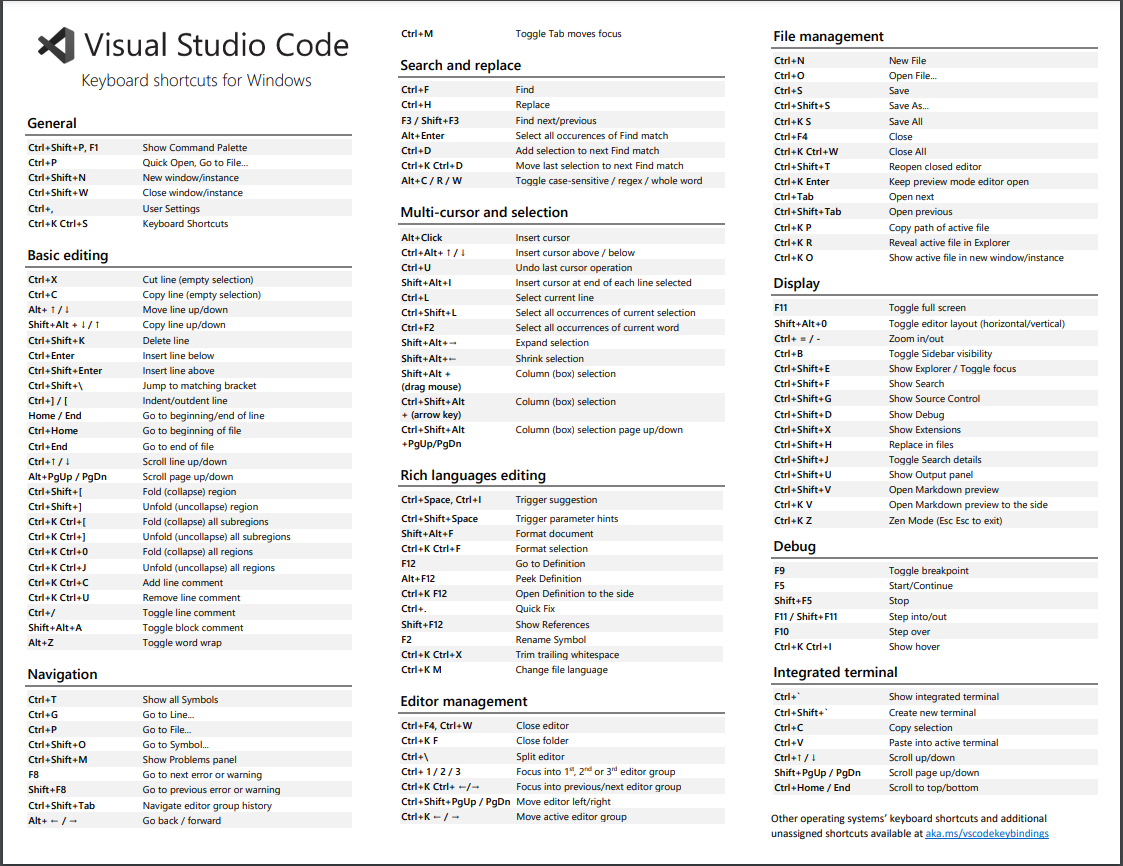 Visual Studio Code
Keyboard shortcuts for Windows
General
Ctrl+Shift+P, F1 Show Command Palette
Ctrl+P Quick Open, Go to File...
Ctrl+Shift+N New window/instance
Ctrl+Shift+W Close window/instance
Ctrl+, User Settings
Ctrl+K Ctrl+S Keyboard Shortcuts
Basic editing
Ctrl+X Cut line (empty selection)
Ctrl+C Copy line (empty selection)
Alt+ ↑ / ↓ Move line up/down
Shift+Alt + ↓ / ↑ Copy line up/down
Ctrl+Shift+K Delete line
Ctrl+Enter Insert line below
Ctrl+Shift+Enter Insert line above
Ctrl+Shift+\ Jump to matching bracket
Ctrl+] / [ Indent/outdent line
Home / End Go to beginning/end of line
Ctrl+Home Go to beginning of file
Ctrl+End Go to end of file
Ctrl+↑ / ↓ Scroll line up/down
Alt+PgUp / PgDn Scroll page up/down
Ctrl+Shift+[ Fold (collapse) region
Ctrl+Shift+] Unfold (uncollapse) region
Ctrl+K Ctrl+[ Fold (collapse) all subregions
Ctrl+K Ctrl+] Unfold (uncollapse) all subregions
Ctrl+K Ctrl+0 Fold (collapse) all regions
Ctrl+K Ctrl+J Unfold (uncollapse) all regions
Ctrl+K Ctrl+C Add line comment
Ctrl+K Ctrl+U Remove line comment
Ctrl+/ Toggle line comment
Shift+Alt+A Toggle block comment
Alt+Z Toggle word wrap
Navigation
Ctrl+T Show all Symbols
Ctrl+G Go to Line...
Ctrl+P Go to File...
Ctrl+Shift+O Go to Symbol...
Ctrl+Shift+M Show Problems panel
F8 Go to next error or warning
Shift+F8 Go to previous error or warning
Ctrl+Shift+Tab Navigate editor group history
Alt+ ← / → Go back / forward
Ctrl+M Toggle Tab moves focus
Search and replace
Ctrl+F Find
Ctrl+H Replace
F3 / Shift+F3 Find next/previous
Alt+Enter Select all occurences of Find match
Ctrl+D Add selection to next Find match
Ctrl+K Ctrl+D Move last selection to next Find match
Alt+C / R / W Toggle case-sensitive / regex / whole word
Multi-cursor and selection
Alt+Click Insert cursor
Ctrl+Alt+ ↑ / ↓ Insert cursor above / below
Ctrl+U Undo last cursor operation
Shift+Alt+I Insert cursor at end of each line selected
Ctrl+L Select current line
Ctrl+Shift+L Select all occurrences of current selection
Ctrl+F2 Select all occurrences of current word
Shift+Alt+→ Expand selection
Shift+Alt+← Shrink selection
Shift+Alt + Column (box) selection
(drag mouse)
Ctrl+Shift+Alt Column (box) selection
+ (arrow key)
Ctrl+Shift+Alt Column (box) selection page up/down
+PgUp/PgDn
Rich languages editing
Ctrl+Space, Ctrl+I Trigger suggestion
Ctrl+Shift+Space Trigger parameter hints
Shift+Alt+F Format document
Ctrl+K Ctrl+F Format selection
F12 Go to Definition
Alt+F12 Peek Definition
Ctrl+K F12 Open Definition to the side
Ctrl+. Quick Fix
Shift+F12 Show References
F2 Rename Symbol
Ctrl+K Ctrl+X Trim trailing whitespace
Ctrl+K M Change file language
Editor management
Ctrl+F4, Ctrl+W Close editor
Ctrl+K F Close folder
Ctrl+\ Split editor
Ctrl+ 1 / 2 / 3 Focus into 1st, 2nd or 3rd editor group
Ctrl+K Ctrl+ ←/→ Focus into previous/next editor group
Ctrl+Shift+PgUp / PgDn Move editor left/right
Ctrl+K ← / → Move active editor group
File management
Ctrl+N New File
Ctrl+O Open File...
Ctrl+S Save
Ctrl+Shift+S Save As...
Ctrl+K S Save All
Ctrl+F4 Close
Ctrl+K Ctrl+W Close All
Ctrl+Shift+T Reopen closed editor
Ctrl+K Enter Keep preview mode editor open
Ctrl+Tab Open next
Ctrl+Shift+Tab Open previous
Ctrl+K P Copy path of active file
Ctrl+K R Reveal active file in Explorer
Ctrl+K O Show active file in new window/instance
Display
F11 Toggle full screen
Shift+Alt+0 Toggle editor layout (horizontal/vertical)
Ctrl+ = / - Zoom in/out
Ctrl+B Toggle Sidebar visibility
Ctrl+Shift+E Show Explorer / Toggle focus
Ctrl+Shift+F Show Search
Ctrl+Shift+G Show Source Control
Ctrl+Shift+D Show Debug
Ctrl+Shift+X Show Extensions
Ctrl+Shift+H Replace in files
Ctrl+Shift+J Toggle Search details
Ctrl+Shift+U Show Output panel
Ctrl+Shift+V Open Markdown preview
Ctrl+K V Open Markdown preview to the side
Ctrl+K Z Zen Mode (Esc Esc to exit)
Debug
F9 Toggle breakpoint
F5 Start/Continue
Shift+F5 Stop
F11 / Shift+F11 Step into/out
F10 Step over
Ctrl+K Ctrl+I Show hover
Integrated terminal
Ctrl+` Show integrated terminal
Ctrl+Shift+` Create new terminal
Ctrl+C Copy selection
Ctrl+V Paste into active terminal
Ctrl+↑ / ↓ Scroll up/down
Shift+PgUp / PgDn Scroll page up/down
Ctrl+Home / End Scroll to top/bottom
Other operating systems' keyboard shortcuts and additional
unassigned shortcuts available at aka.ms/vscodekeybindings